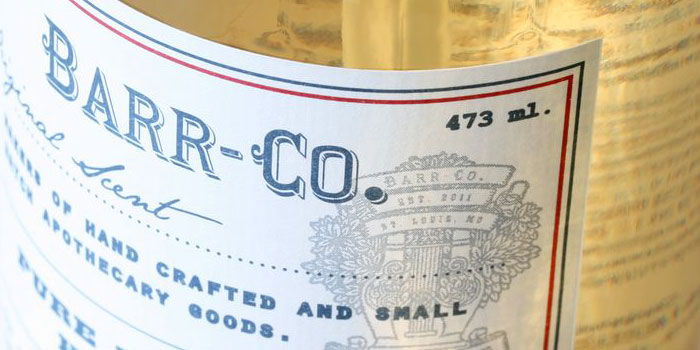 BARR-CO.
473 ml.
Original Scent
BARR-CO.
EST. 2011
ST LOUIS, MO
OF HAND CRAFTED AND SMALL
APOTHECARY GOODS.
PURE